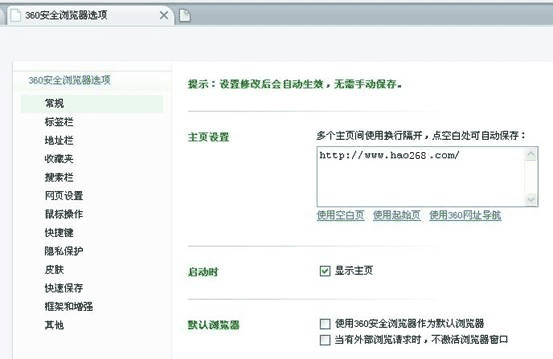 360安全浏览器选项
360安全浏览器选项
常规
标签栏
地址栏
收藏夹
搜索栏
网页设置
鼠标操作
快捷键
隐私保护
皮肤
快速保存
框架和增强
其他
提示：设置修改后会自动生效，无需手动保存。
主页设置
多个主页间使用换行隔开，点空白处可自动保存：
http://www.hao268.com/
使用空白页 使用起始页 使用360网址导航
启动时
显示主页
默认浏览器
使用360安全浏览器作为默认浏览器
当有外部浏览请求时，不激活浏览器窗口